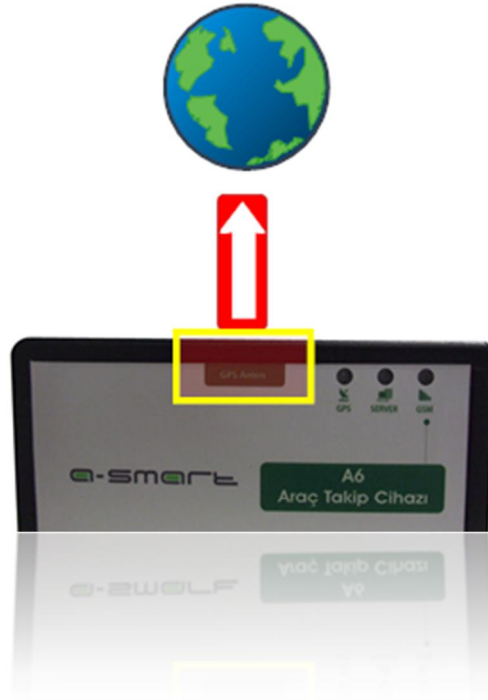 GPS Anten
GPS SERVER GSM
a-smart
A6
Araç Takip Cihazı